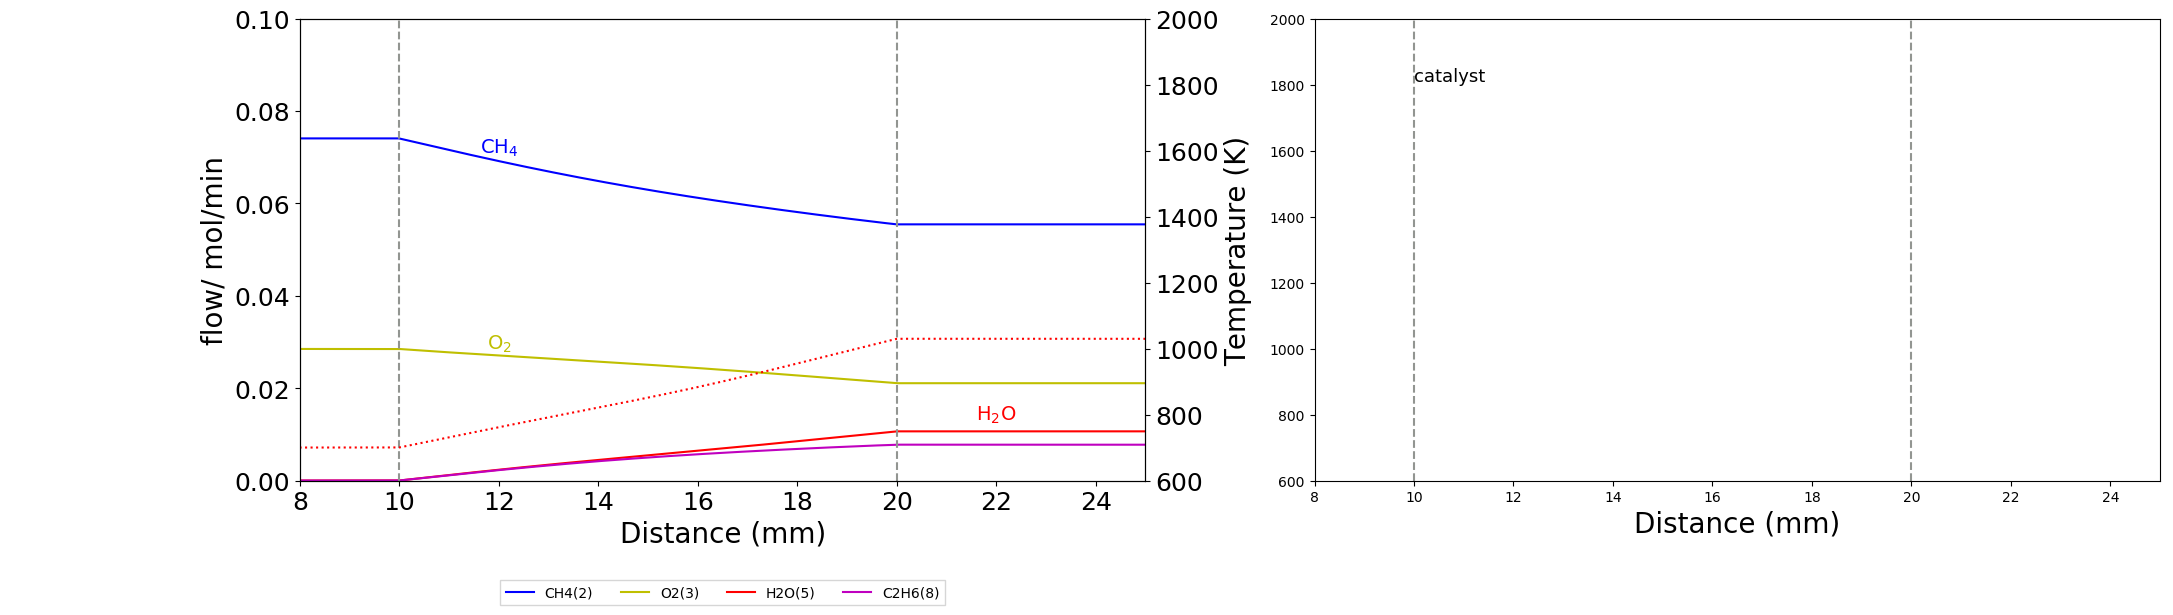 0.10
0.08
0.06
0.04
0.02
0.00
flow/ mol/min
8 10 12 14 16 18 20 22 24
Distance (mm)
CH₄
O₂
H₂O
2000
1800
1600
1400
1200
1000
800
600
Temperature (K)
CH4(2) O2(3) H2O(5) C2H6(8)
2000
1800
1600
1400
1200
1000
800
600
catalyst
8 10 12 14 16 18 20 22 24
Distance (mm)